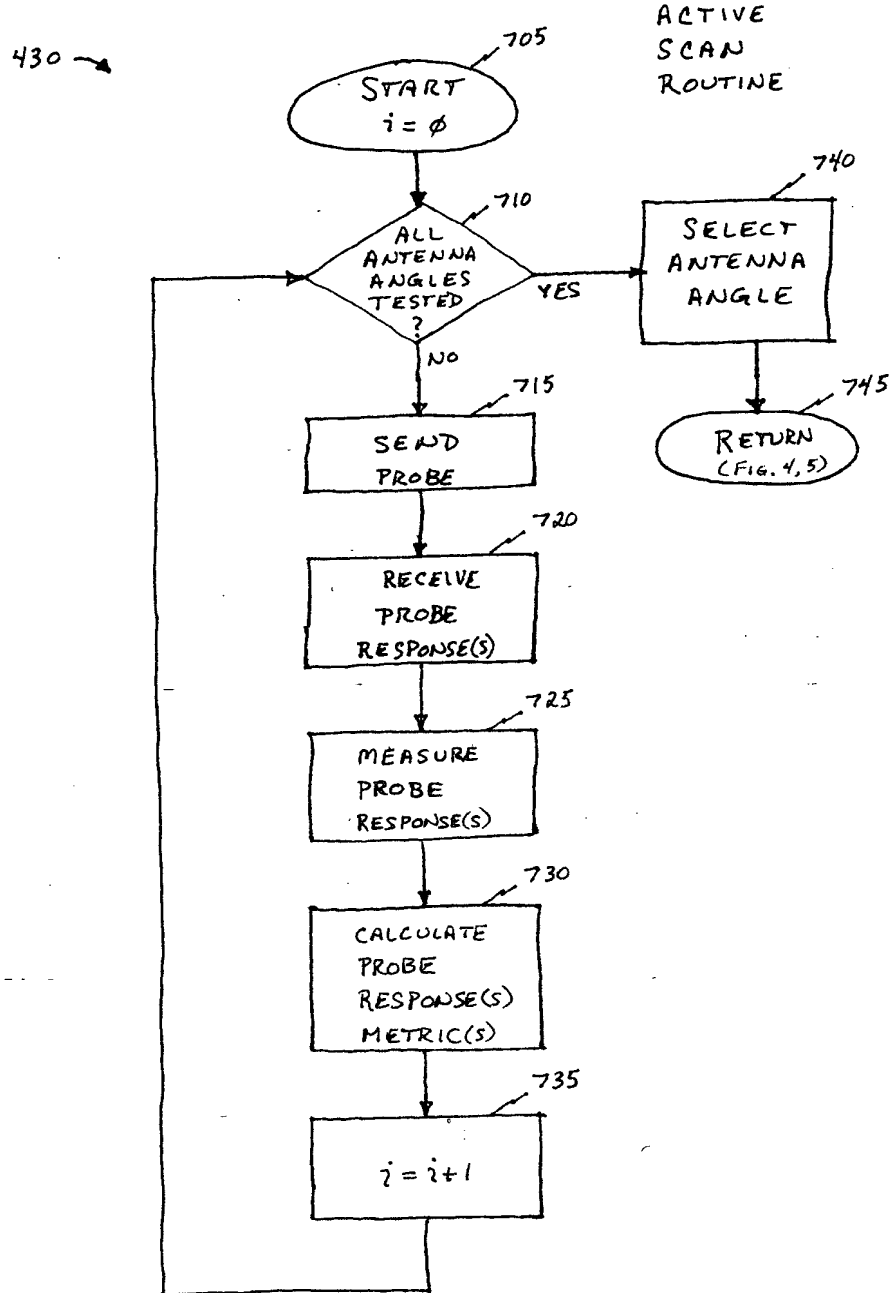 430
705
ACTIVE
SCAN
ROUTINE
START
i = ø
710
ALL
ANTENNA
ANGLES
TESTED
?
YES
NO
740
SELECT
ANTENNA
ANGLE
745
RETURN
(FIG. 4, 5)
715
SEND
PROBE
720
RECEIVE
PROBE
RESPONSE(S)
725
MEASURE
PROBE
RESPONSE(S)
730
CALCULATE
PROBE
RESPONSE(S)
METRIC(S)
735
i = i+1